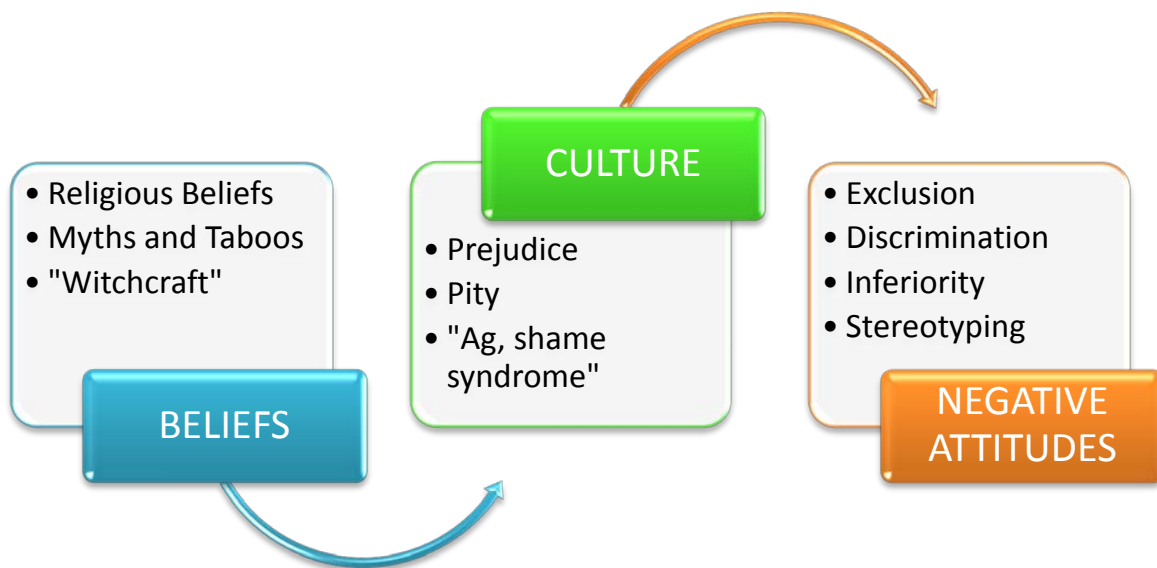 • Religious Beliefs
• Myths and Taboos
• "Witchcraft"
BELIEFS
CULTURE
• Prejudice
• Pity
• "Ag, shame
syndrome"
• Exclusion
• Discrimination
• Inferiority
• Stereotyping
NEGATIVE
ATTITUDES